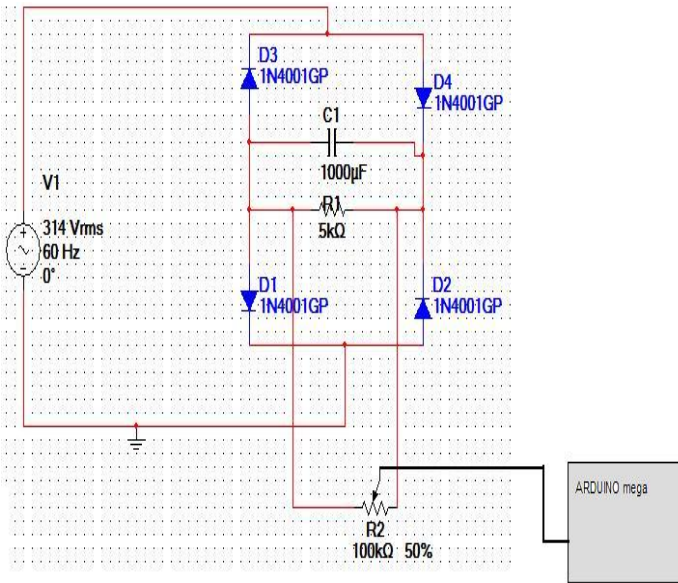 D3
1N4001GP
D4
1N4001GP
C1
1000µF
V1
R1
5kΩ
314 Vrms
60 Hz
0°
D1
1N4001GP
D2
1N4001GP
ARDUINO mega
R2
100kΩ 50%